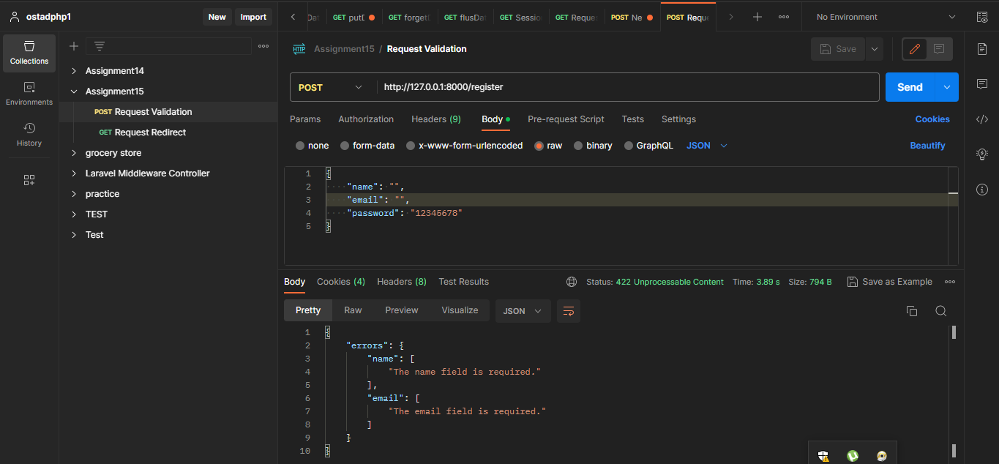 ostadphp1 New Import Da GET putD GET forgetl GET flusDat GET Sessio GET Reque POST Ne POST Requ No Environment
Assignment15 / Request Validation Save
Collections
Environments
History
Assignment14
Assignment15
POST Request Validation
GET Request Redirect
grocery store
Laravel Middleware Controller
practice
TEST
Test
HTTP
POST http://127.0.0.1:8000/register Send
Params Authorization Headers (9) Body Pre-request Script Tests Settings Cookies
none form-data x-www-form-urlencoded raw binary GraphQL JSON Beautify
1 {
2 "name": "",
3 "email": "",
4 "password": "12345678"
5 }
Body Cookies (4) Headers (8) Test Results Status: 422 Unprocessable Content Time: 3.89 s Size: 794 B Save as Example
Pretty Raw Preview Visualize JSON
1 {
2 "errors": {
3 "name": [
4 "The name field is required."
5 ],
6 "email": [
7 "The email field is required."
8 ]
9 }
10 }